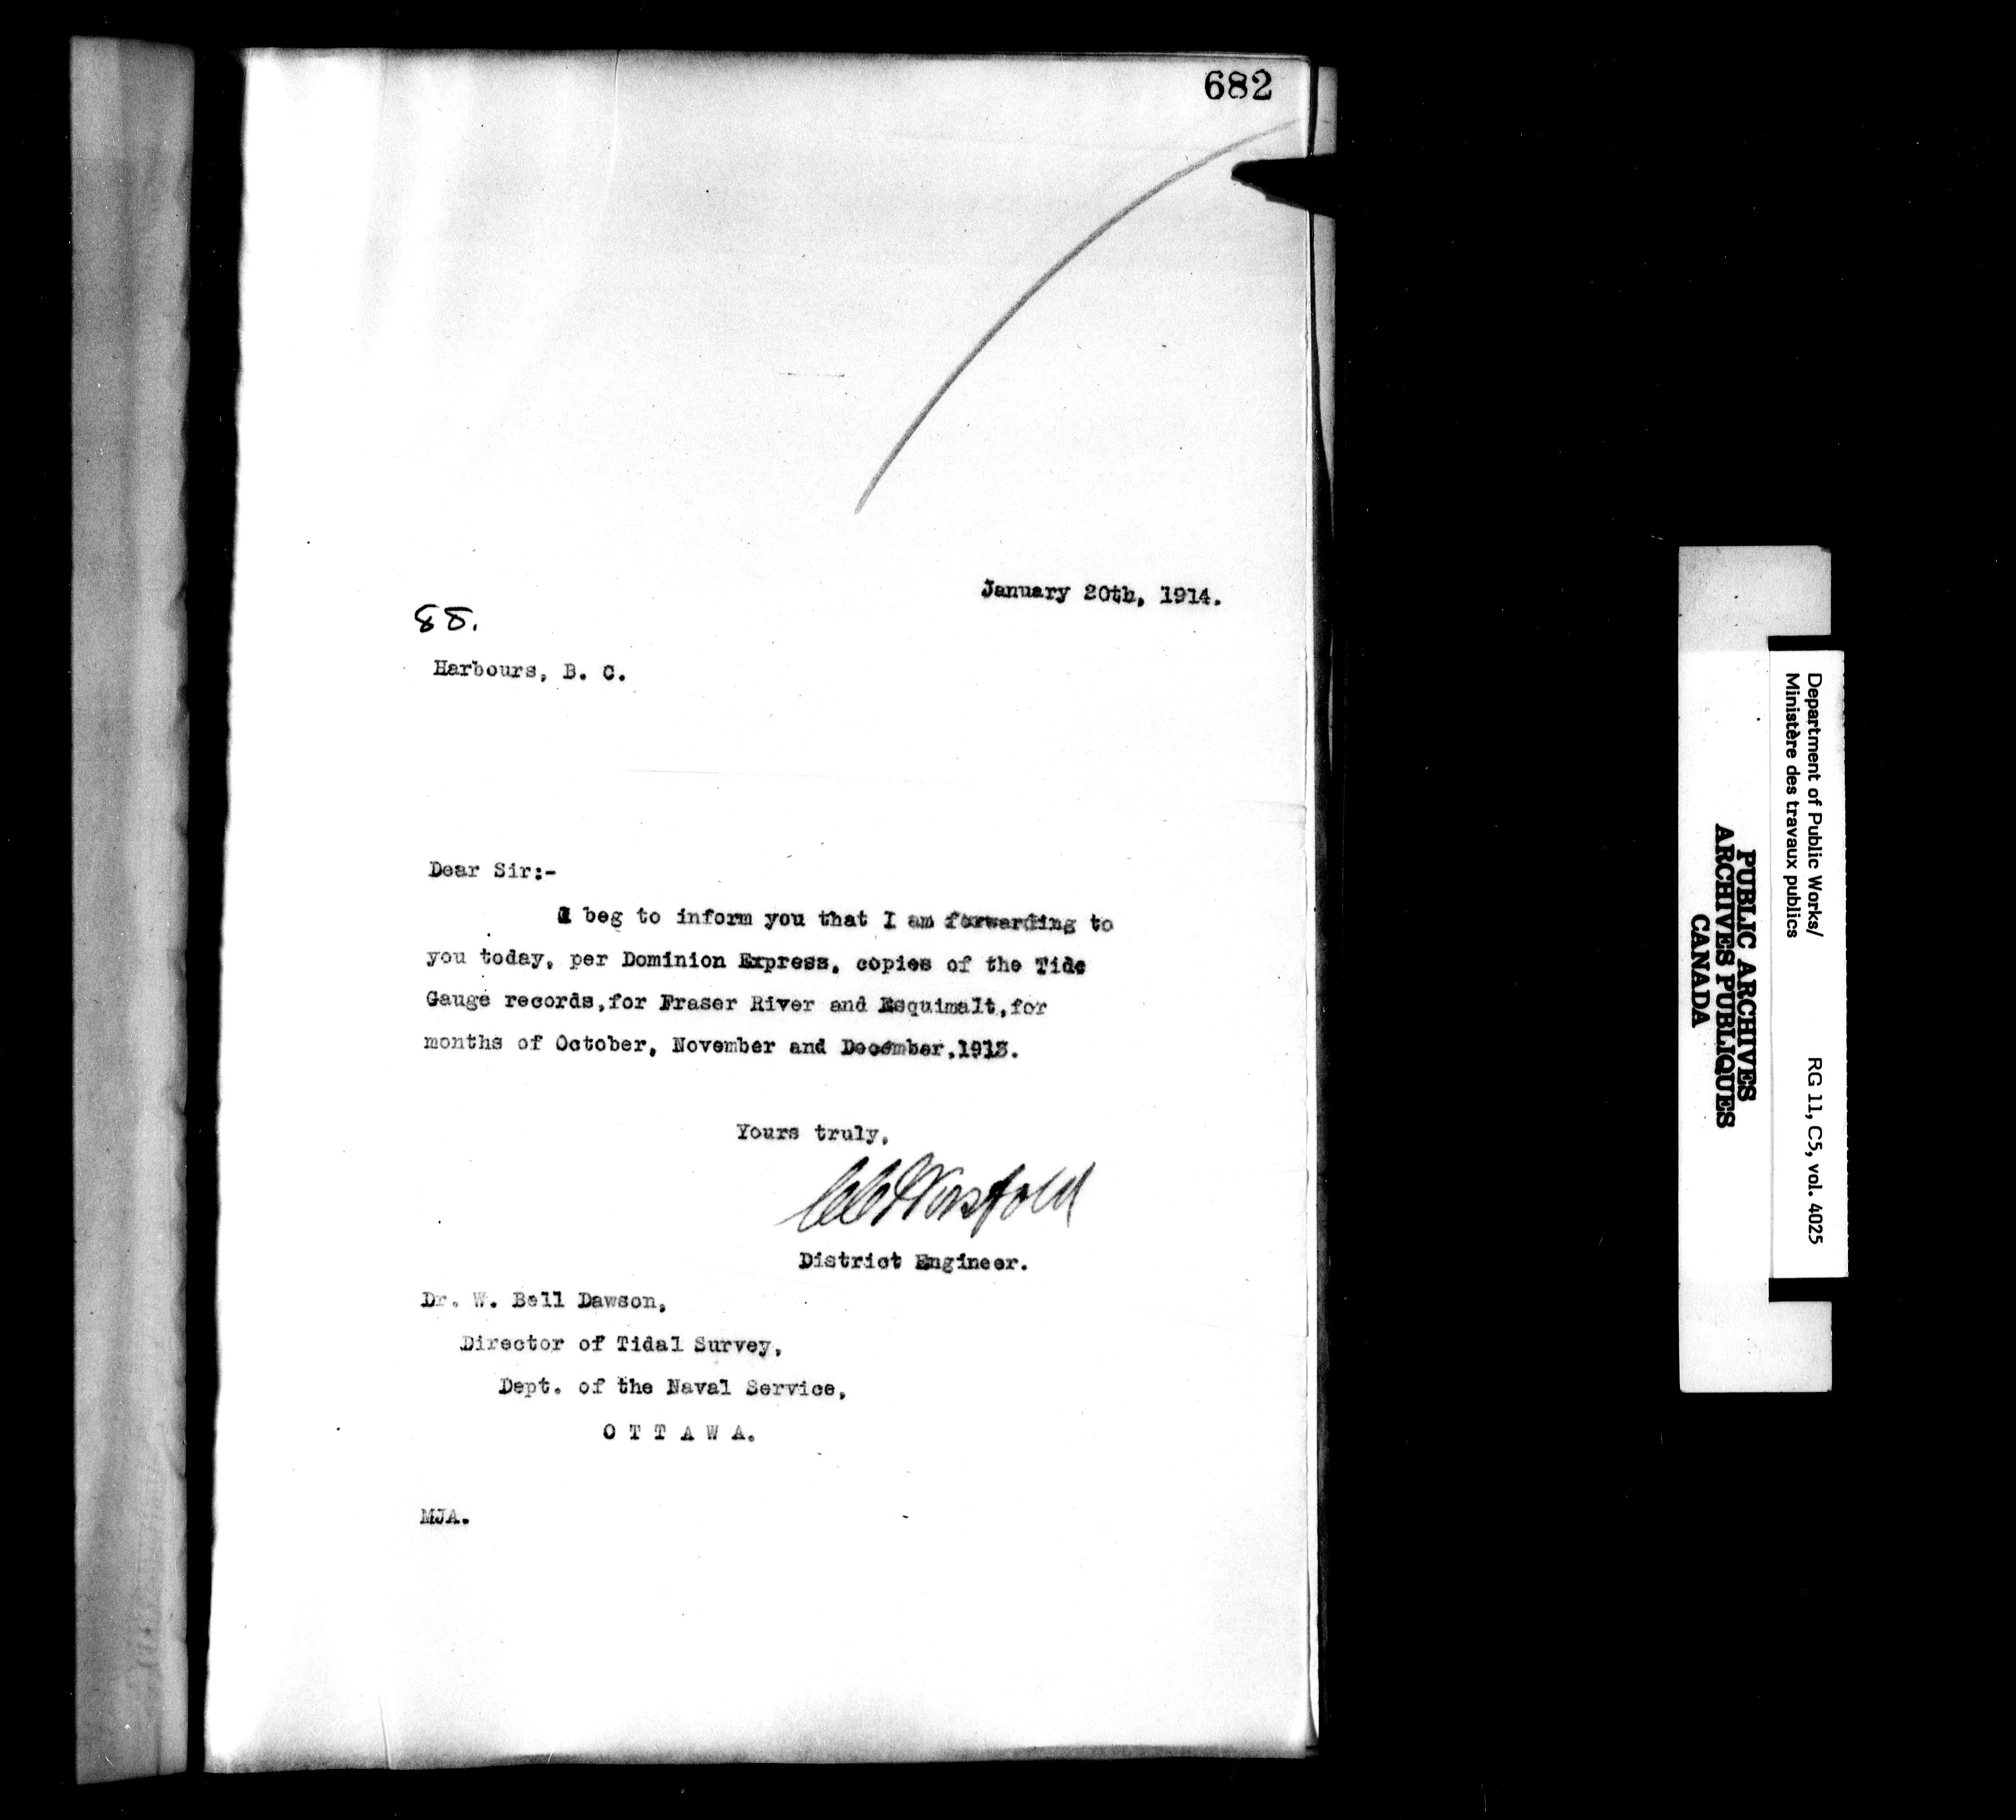 682
January 20th, 1914.
88.
Harbours, B. C.
Dear Sir:-
I beg to inform you that I am forwarding to
you today, per Dominion Express, copies of the Tide
Gauge records,for Fraser River and Esquimalt,for
months of October, November and December,1913.
Yours truly,
CCWorsfold
District Engineer.
Dr. W. Bell Dawson,
Director of Tidal Survey,
Dept. of the Naval Service,
O T T A W A.
MJA.
Department of Public Works/
Ministère des travaux publics
RG 11, C5, vol. 4025
PUBLIC ARCHIVES
ARCHIVES PUBLIQUES
CANADA